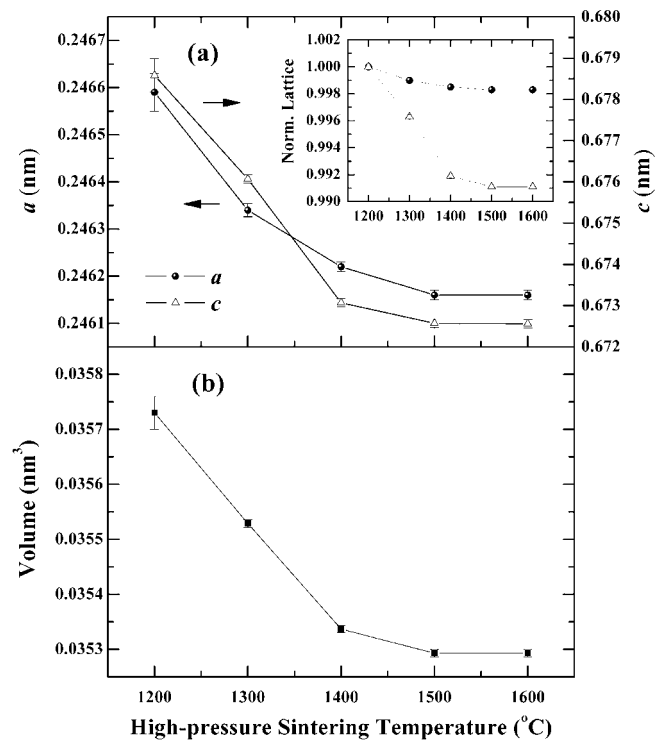 (a)
a (nm)
0.2467
0.2466
0.2465
0.2464
0.2463
0.2462
0.2461
a
c
c (nm)
0.680
0.679
0.678
0.677
0.676
0.675
0.674
0.673
0.672
Norm. Lattice
1.002
1.000
0.998
0.996
0.994
0.992
0.990
1200 1300 1400 1500 1600
(b)
Volume (nm³)
0.0358
0.0357
0.0356
0.0355
0.0354
0.0353
1200 1300 1400 1500 1600
High-pressure Sintering Temperature (°C)